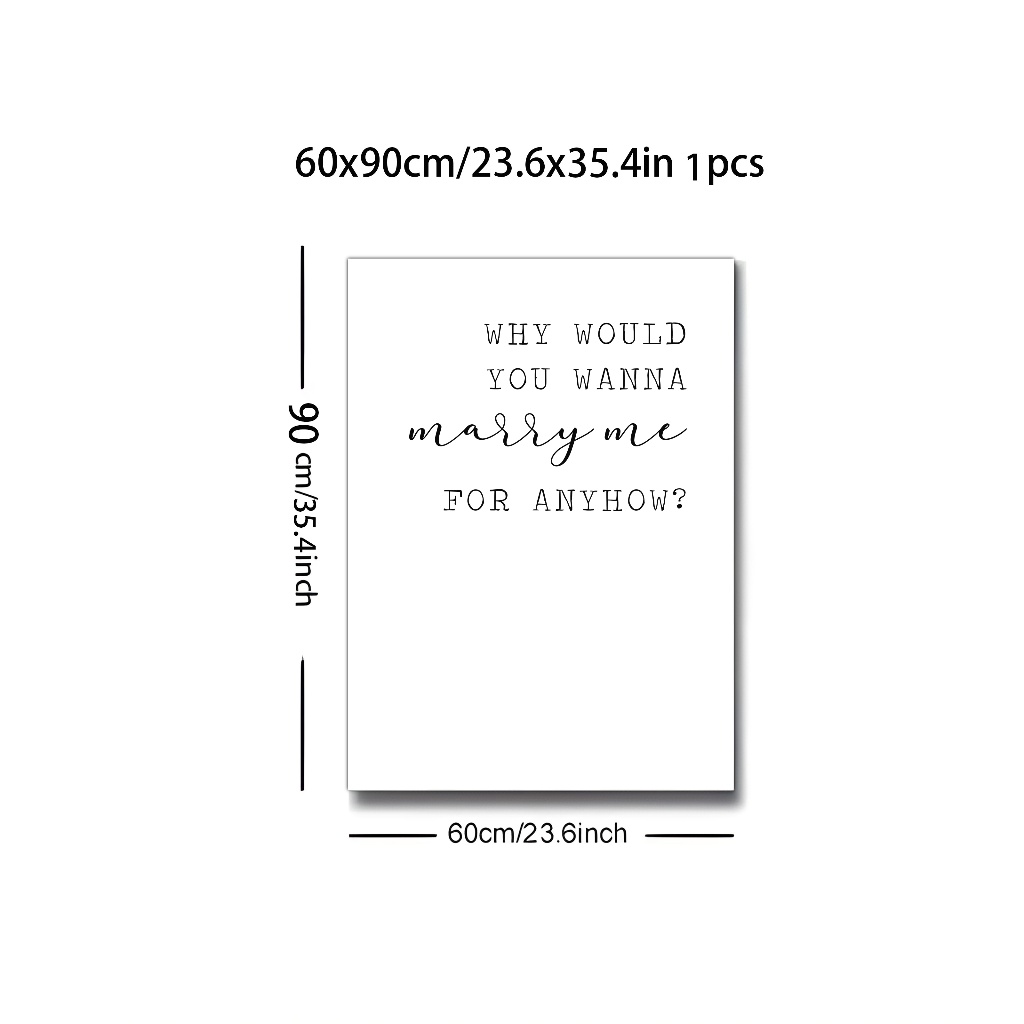 60x90cm/23.6x35.4in 1pcs
90 cm/35.4inch
WHY WOULD
YOU WANNA
marry me
FOR ANYHOW?
60cm/23.6inch